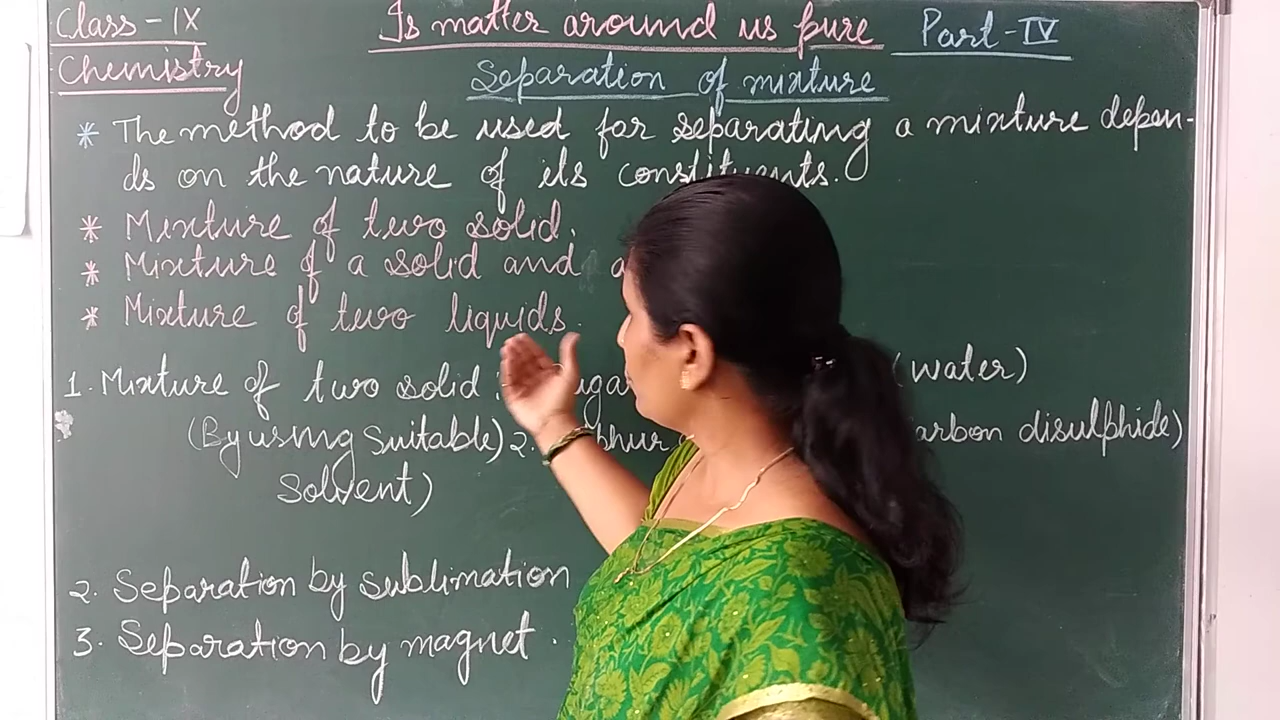 Class - IX Is matter around us pure Part - IV
Chemistry Separation of mixture
* The method to be used for separating a mixture depen-
ds on the nature of its constituents.
* Mixture of two solid.
* Mixture of a solid and a
* Mixture of two liquids.
1. Mixture of two solid. (water)
(By using Suitable) 2. phur arbon disulphide)
Solvent)
2. Separation by sublimation
3. Separation by magnet.